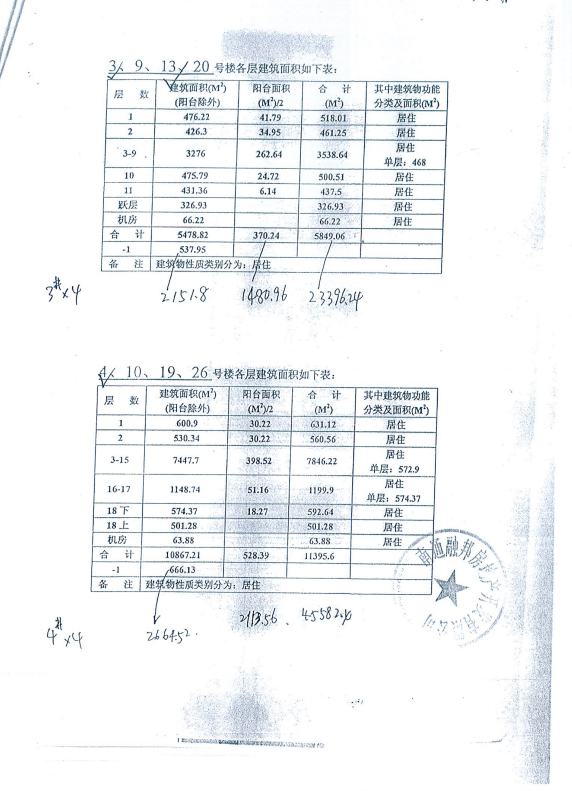 3、9、13、20 号楼各层建筑面积如下表：
层 数 建筑面积(M²)(阳台除外) 阳台面积(M²)/2 合 计(M²) 其中建筑物功能分类及面积(M²)
1 476.22 41.79 518.01 居住
2 426.3 34.95 461.25 居住
3-9 3276 262.64 3538.64 居住 单层：468
10 475.79 24.72 500.51 居住
11 431.36 6.14 437.5 居住
跃层 326.93 326.93 居住
机房 66.22 66.22 居住
合 计 5478.82 370.24 5849.06
-1 537.95
备 注 建筑物性质类别分为：居住
3# ×4 2151.8 1480.96 23396.24
4、10、19、26 号楼各层建筑面积如下表：
层 数 建筑面积(M²)(阳台除外) 阳台面积(M²)/2 合 计(M²) 其中建筑物功能分类及面积(M²)
1 600.9 30.22 631.12 居住
2 530.34 30.22 560.56 居住
3-15 7447.7 398.52 7846.22 居住 单层：572.9
16-17 1148.74 51.16 1199.9 居住 单层：574.37
18 下 574.37 18.27 592.64 居住
18 上 501.28 501.28 居住
机房 63.88 63.88 居住
合 计 10867.21 528.39 11395.6
-1 666.13
备 注 建筑物性质类别分为：居住
4# ×4 2664.52. 2113.56 、 45582.4
通融邦房地产开发有限公司